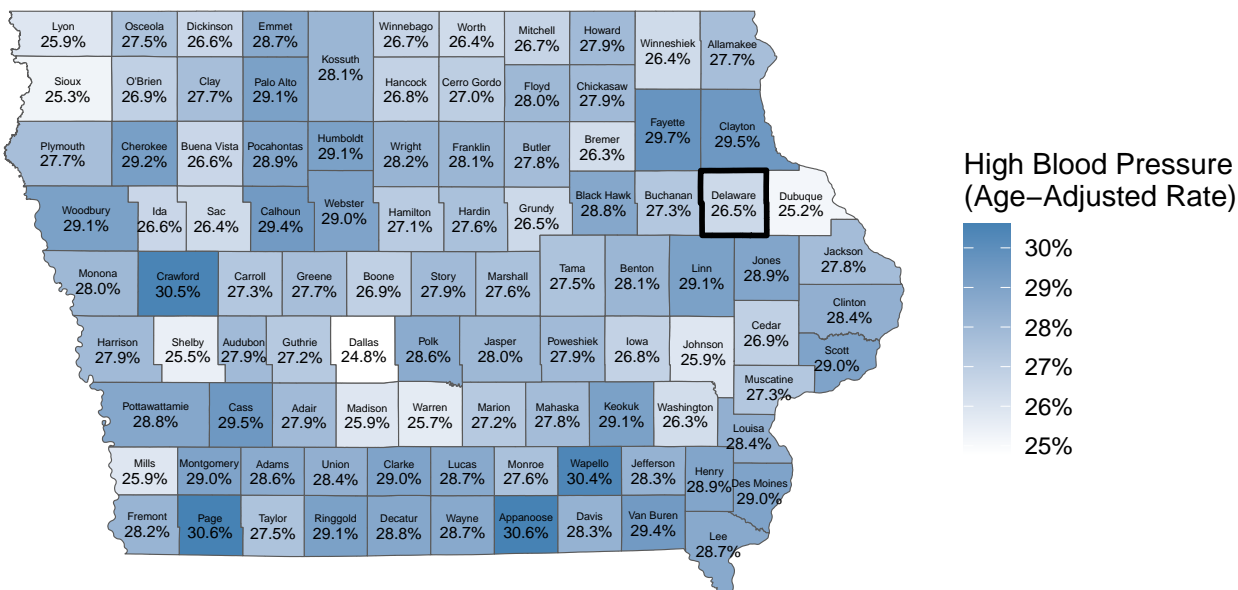 Lyon
25.9%
Osceola
27.5%
Dickinson
26.6%
Emmet
28.7%
Kossuth
28.1%
Winnebago
26.7%
Worth
26.4%
Mitchell
26.7%
Howard
27.9%
Winneshiek
26.4%
Allamakee
27.7%
Sioux
25.3%
O'Brien
26.9%
Clay
27.7%
Palo Alto
29.1%
Hancock
26.8%
Cerro Gordo
27.0%
Floyd
28.0%
Chickasaw
27.9%
Fayette
29.7%
Clayton
29.5%
Plymouth
27.7%
Cherokee
29.2%
Buena Vista
26.6%
Pocahontas
28.9%
Humboldt
29.1%
Wright
28.2%
Franklin
28.1%
Butler
27.8%
Bremer
26.3%
Woodbury
29.1%
Ida
26.6%
Sac
26.4%
Calhoun
29.4%
Webster
29.0%
Hamilton
27.1%
Hardin
27.6%
Grundy
26.5%
Black Hawk
28.8%
Buchanan
27.3%
Delaware
26.5%
Dubuque
25.2%
Monona
28.0%
Crawford
30.5%
Carroll
27.3%
Greene
27.7%
Boone
26.9%
Story
27.9%
Marshall
27.6%
Tama
27.5%
Benton
28.1%
Linn
29.1%
Jones
28.9%
Jackson
27.8%
Clinton
28.4%
Harrison
27.9%
Shelby
25.5%
Audubon
27.9%
Guthrie
27.2%
Dallas
24.8%
Polk
28.6%
Jasper
28.0%
Poweshiek
27.9%
Iowa
26.8%
Johnson
25.9%
Cedar
26.9%
Scott
29.0%
Muscatine
27.3%
Pottawattamie
28.8%
Cass
29.5%
Adair
27.9%
Madison
25.9%
Warren
25.7%
Marion
27.2%
Mahaska
27.8%
Keokuk
29.1%
Washington
26.3%
Louisa
28.4%
Mills
25.9%
Montgomery
29.0%
Adams
28.6%
Union
28.4%
Clarke
29.0%
Lucas
28.7%
Monroe
27.6%
Wapello
30.4%
Jefferson
28.3%
Henry
28.9%
Des Moines
29.0%
Fremont
28.2%
Page
30.6%
Taylor
27.5%
Ringgold
29.1%
Decatur
28.8%
Wayne
28.7%
Appanoose
30.6%
Davis
28.3%
Van Buren
29.4%
Lee
28.7%
High Blood Pressure
(Age−Adjusted Rate)
30%
29%
28%
27%
26%
25%